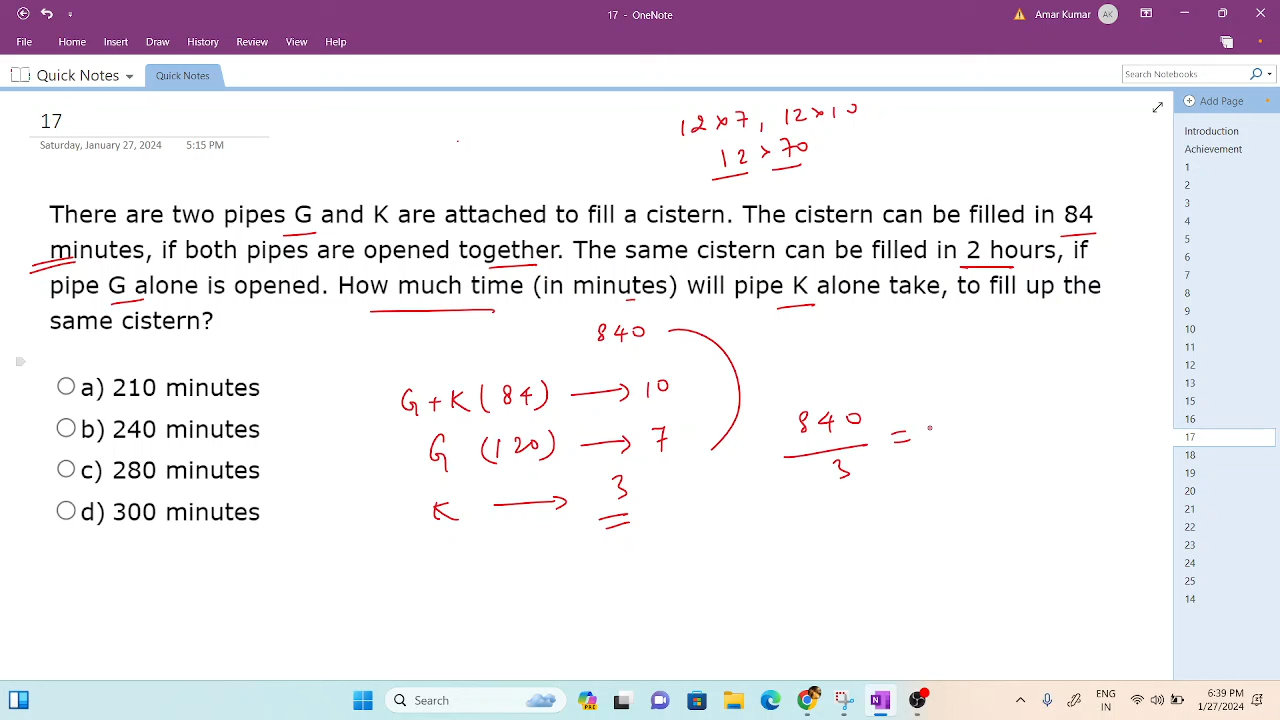 17 - OneNote
Amar Kumar
AK
File Home Insert Draw History Review View Help
Quick Notes
Quick Notes
Search Notebooks
17
Saturday, January 27, 2024 5:15 PM
12 × 7, 12 × 10
12 × 70
There are two pipes G and K are attached to fill a cistern. The cistern can be filled in 84
minutes, if both pipes are opened together. The same cistern can be filled in 2 hours, if
pipe G alone is opened. How much time (in minutes) will pipe K alone take, to fill up the
same cistern?
840
a) 210 minutes
b) 240 minutes
c) 280 minutes
d) 300 minutes
G + K (84) → 10
G (120) → 7
K → 3
840
3 =
Add Page
Introduction
Achievement
1
2
3
4
5
6
7
8
9
10
11
12
13
15
17
18
19
20
21
22
23
24
25
14
Search
ENG
IN
6:39 PM
1/27/2024